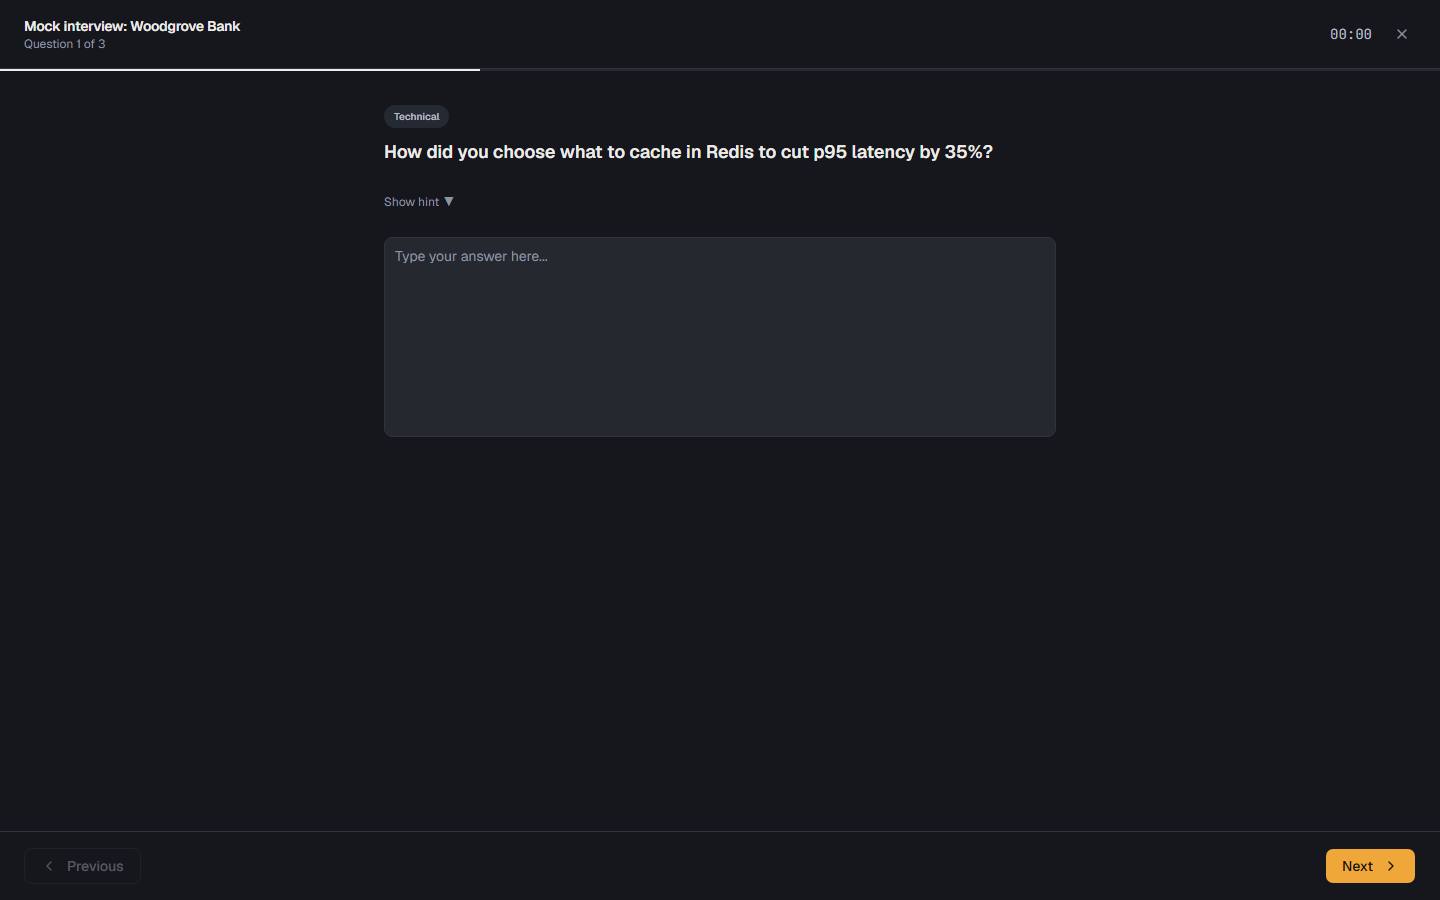 Mock interview: Woodgrove Bank
Question 1 of 3
00:00
Technical
How did you choose what to cache in Redis to cut p95 latency by 35%?
Show hint ▼
Type your answer here...
Previous
Next